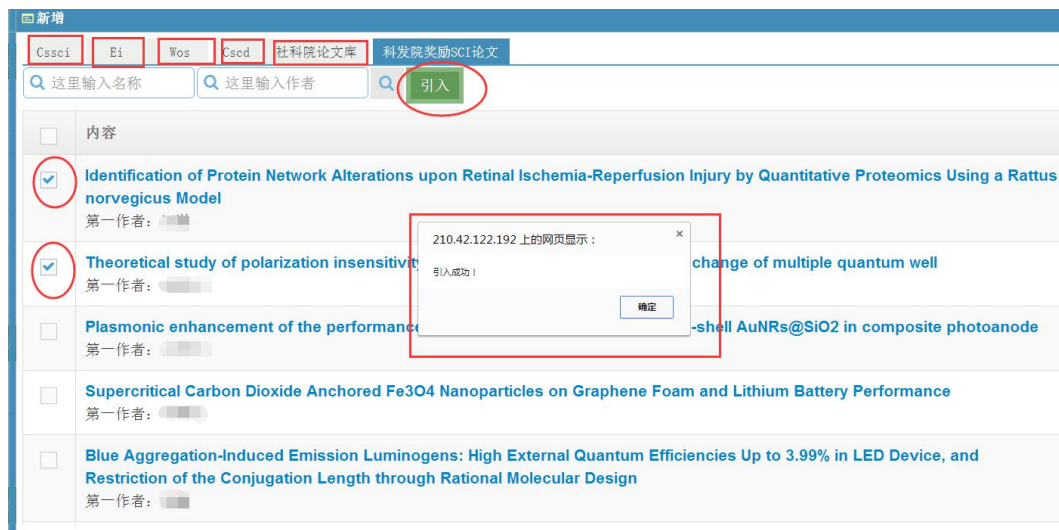 新增
Cssci Ei Wos Cscd 社科院论文库 科发院奖励SCI论文
这里输入名称 这里输入作者 引入
内容
Identification of Protein Network Alterations upon Retinal Ischemia-Reperfusion Injury by Quantitative Proteomics Using a Rattus
norvegicus Model
第一作者：
210.42.122.192 上的网页显示：
×
引入成功！
确定
Theoretical study of polarization insensitivity change of multiple quantum well
第一作者：
Plasmonic enhancement of the performance -shell AuNRs@SiO2 in composite photoanode
第一作者：
Supercritical Carbon Dioxide Anchored Fe3O4 Nanoparticles on Graphene Foam and Lithium Battery Performance
第一作者：
Blue Aggregation-Induced Emission Luminogens: High External Quantum Efficiencies Up to 3.99% in LED Device, and
Restriction of the Conjugation Length through Rational Molecular Design
第一作者：